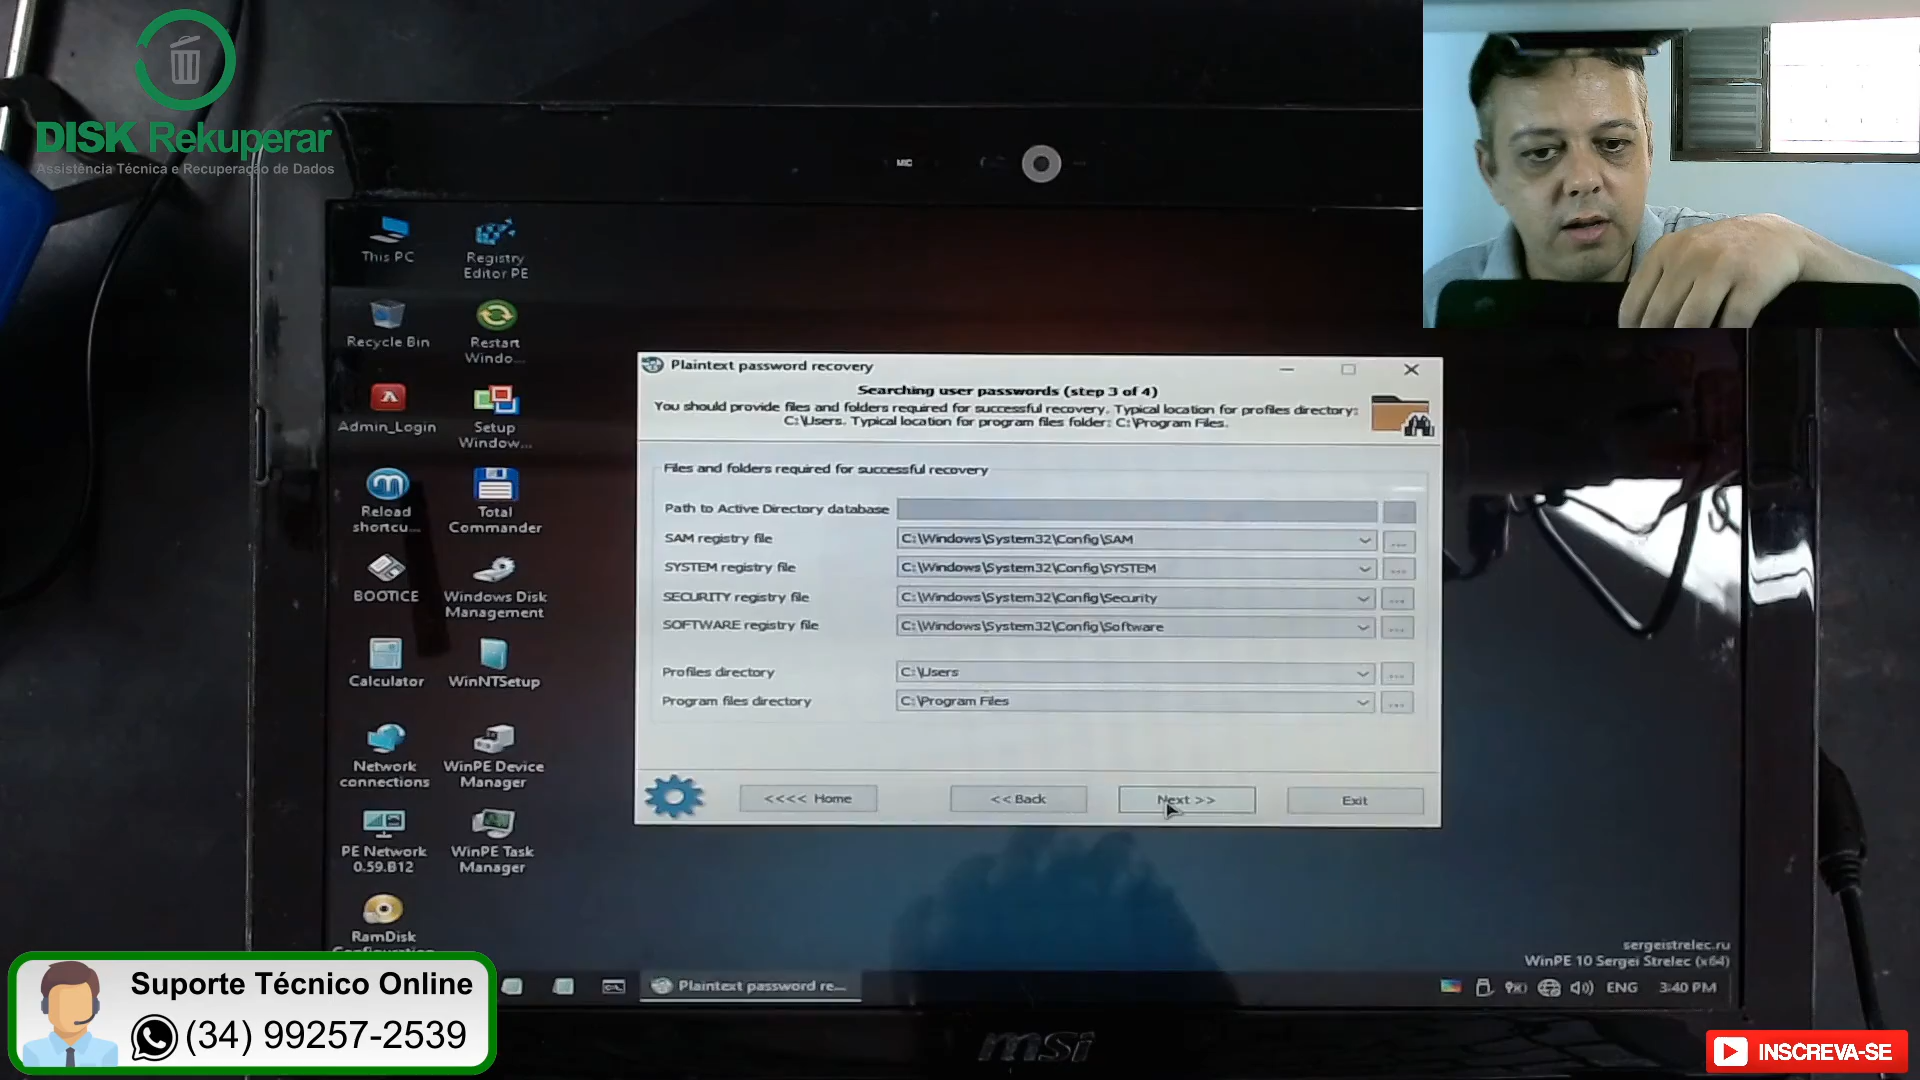 DISK Rekuperar
Assistência Técnica e Recuperação de Dados
MIC
This PC
Registry
Editor PE
Recycle Bin
Restart
Windo...
Admin_Login
Setup
Window...
Reload
shortcu...
Total
Commander
BOOTICE
Windows Disk
Management
Calculator
WinNTSetup
Network
connections
WinPE Device
Manager
PE Network
0.59.B12
WinPE Task
Manager
RamDisk
Configuration
Plaintext password recovery
Searching user passwords (step 3 of 4)
You should provide files and folders required for successful recovery. Typical location for profiles directory:
C:\Users. Typical location for program files folder: C:\Program Files.
Files and folders required for successful recovery
Path to Active Directory database
...
SAM registry file
C:\Windows\System32\Config\SAM
...
SYSTEM registry file
C:\Windows\System32\Config\SYSTEM
...
SECURITY registry file
C:\Windows\System32\Config\Security
...
SOFTWARE registry file
C:\Windows\System32\Config\Software
...
Profiles directory
C:\Users
...
Program files directory
C:\Program Files
...
<<<< Home
<< Back
Next >>
Exit
sergeistrelec.ru
WinPE 10 Sergei Strelec (x64)
Plaintext password re...
ENG
3:40 PM
msi
Suporte Técnico Online
(34) 99257-2539
INSCREVA-SE